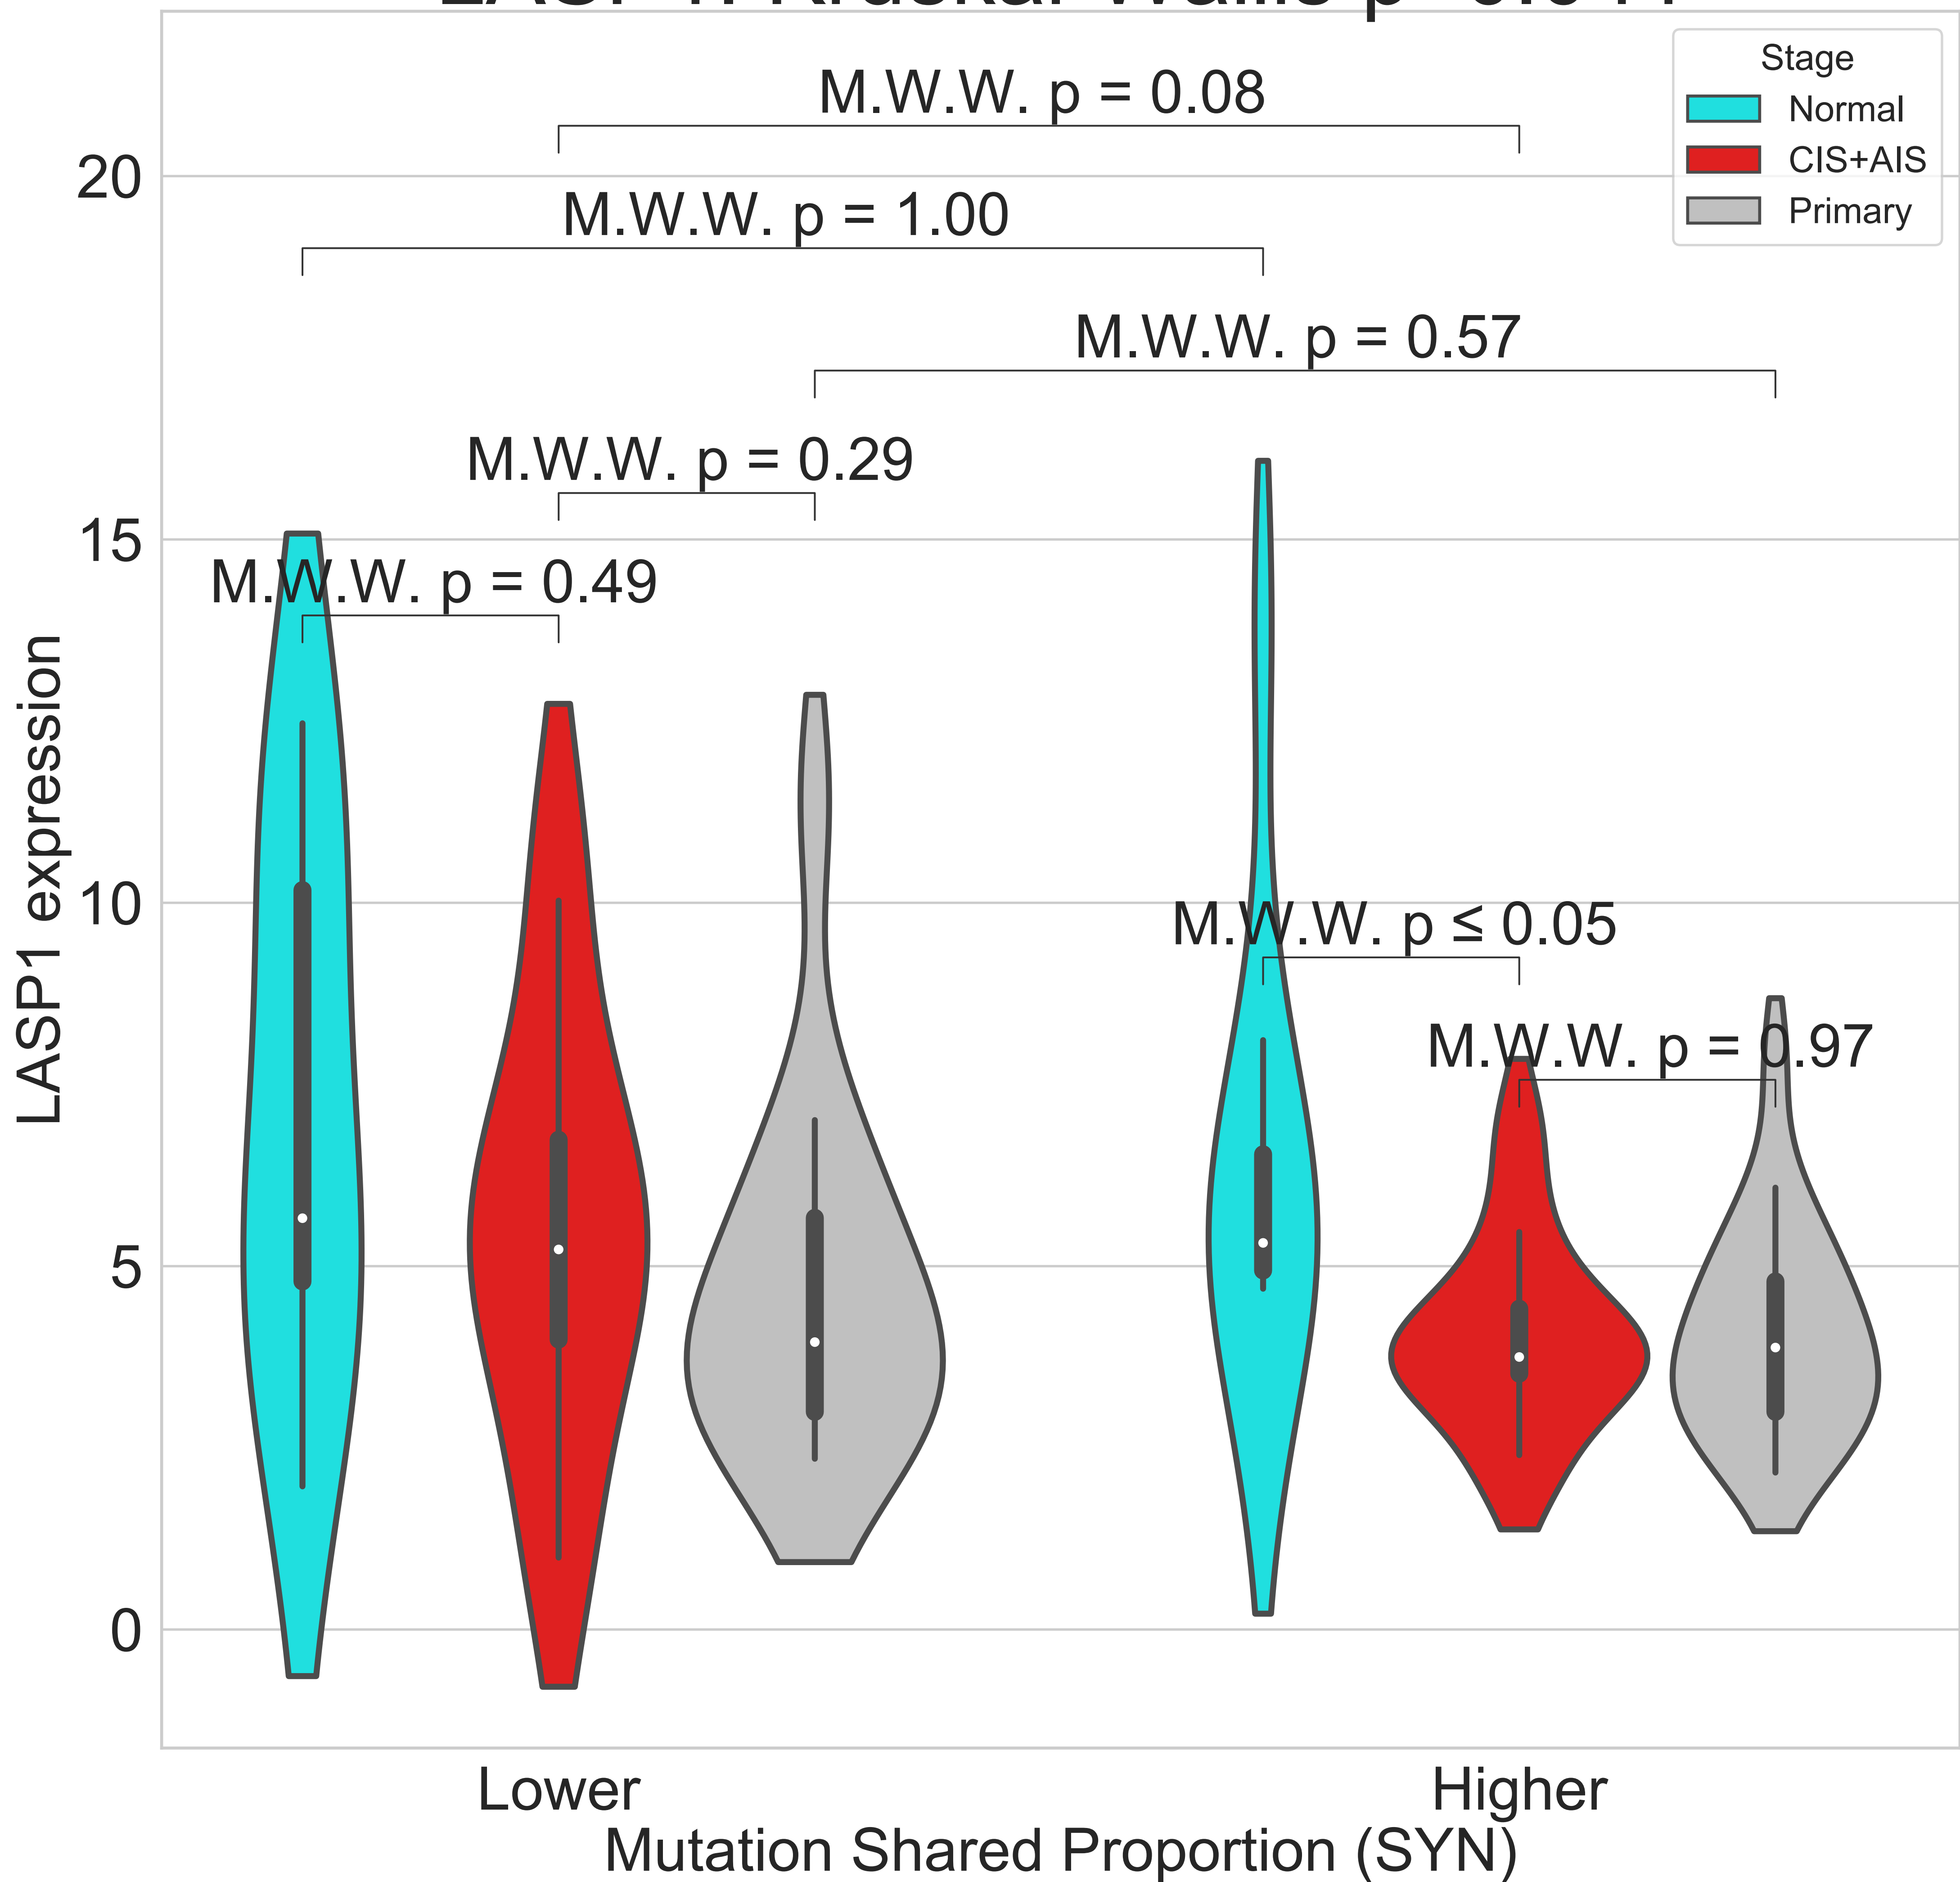 Stage
Normal
CIS+AIS
Primary
M.W.W. p = 0.08
M.W.W. p = 1.00
M.W.W. p = 0.57
M.W.W. p = 0.29
M.W.W. p = 0.49
M.W.W. p ≤ 0.05
M.W.W. p = 0.97
20
15
10
5
0
LASP1 expression
Lower
Higher
Mutation Shared Proportion (SYN)